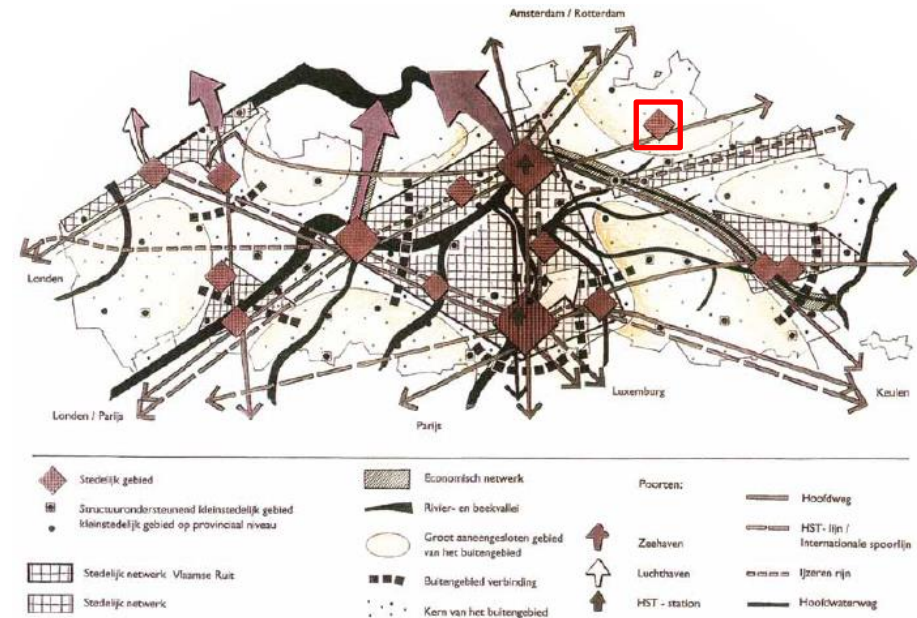 Amsterdam / Rotterdam
Londen
Londen / Parijs
Parijs
Luxemburg
Keulen
Stedelijk gebied
Structuurondersteunend kleinstedelijk gebied
kleinstedelijk gebied op provinciaal niveau
Stedelijk netwerk Vlaamse Ruit
Stedelijk netwerk
Economisch netwerk
Rivier- en beekvallei
Groot aaneengesloten gebied
van het buitengebied
Buitengebied verbinding
Kern van het buitengebied
Poorten:
Zeehaven
Luchthaven
HST - station
Hoofdweg
HST- lijn /
Internationale spoorlijn
Ijzeren rijn
Hoofdwaterweg